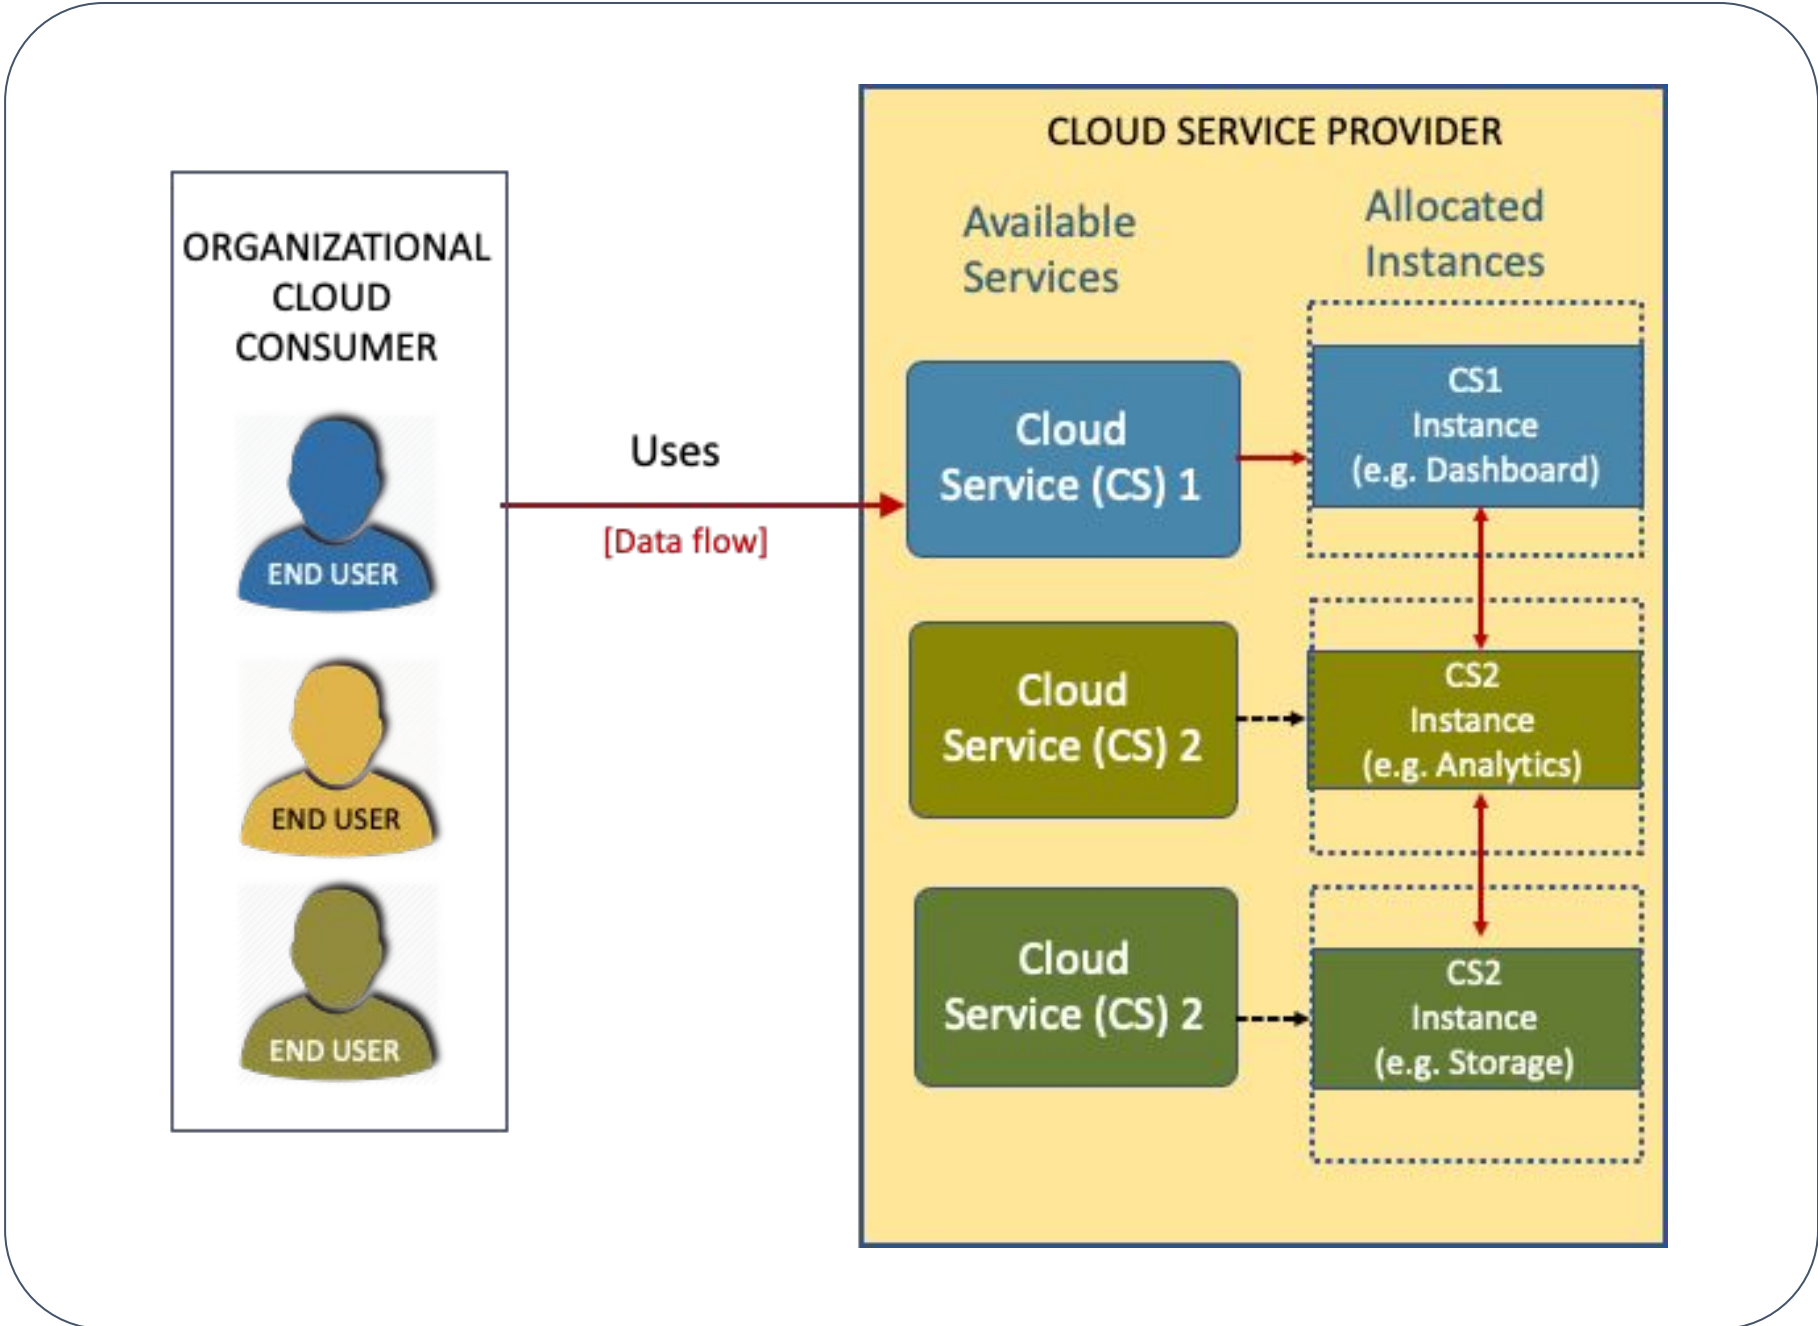 CLOUD SERVICE PROVIDER
Available
Services
Allocated
Instances
ORGANIZATIONAL
CLOUD
CONSUMER
END USER
END USER
END USER
Uses
[Data flow]
Cloud
Service (CS) 1
CS1
Instance
(e.g. Dashboard)
Cloud
Service (CS) 2
CS2
Instance
(e.g. Analytics)
Cloud
Service (CS) 2
CS2
Instance
(e.g. Storage)